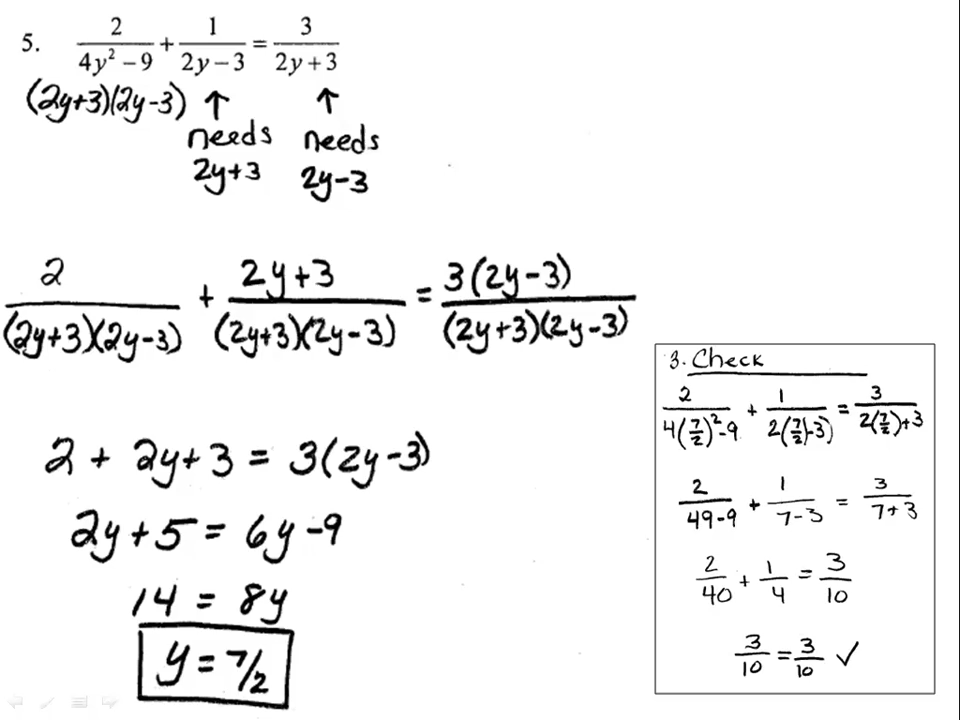 5. 2/(4y² − 9) + 1/(2y − 3) = 3/(2y + 3)
(2y+3)(2y−3) ↑ ↑
needs needs
2y+3 2y−3
2/((2y+3)(2y−3)) + (2y+3)/((2y+3)(2y−3)) = 3(2y−3)/((2y+3)(2y−3))
2 + 2y+3 = 3(2y−3)
2y+5 = 6y−9
14 = 8y
y = 7/2
3. Check
2/(4(7/2)²−9) + 1/(2(7/2)−3) = 3/(2(7/2)+3)
2/(49−9) + 1/(7−3) = 3/(7+3)
2/40 + 1/4 = 3/10
3/10 = 3/10 ✓